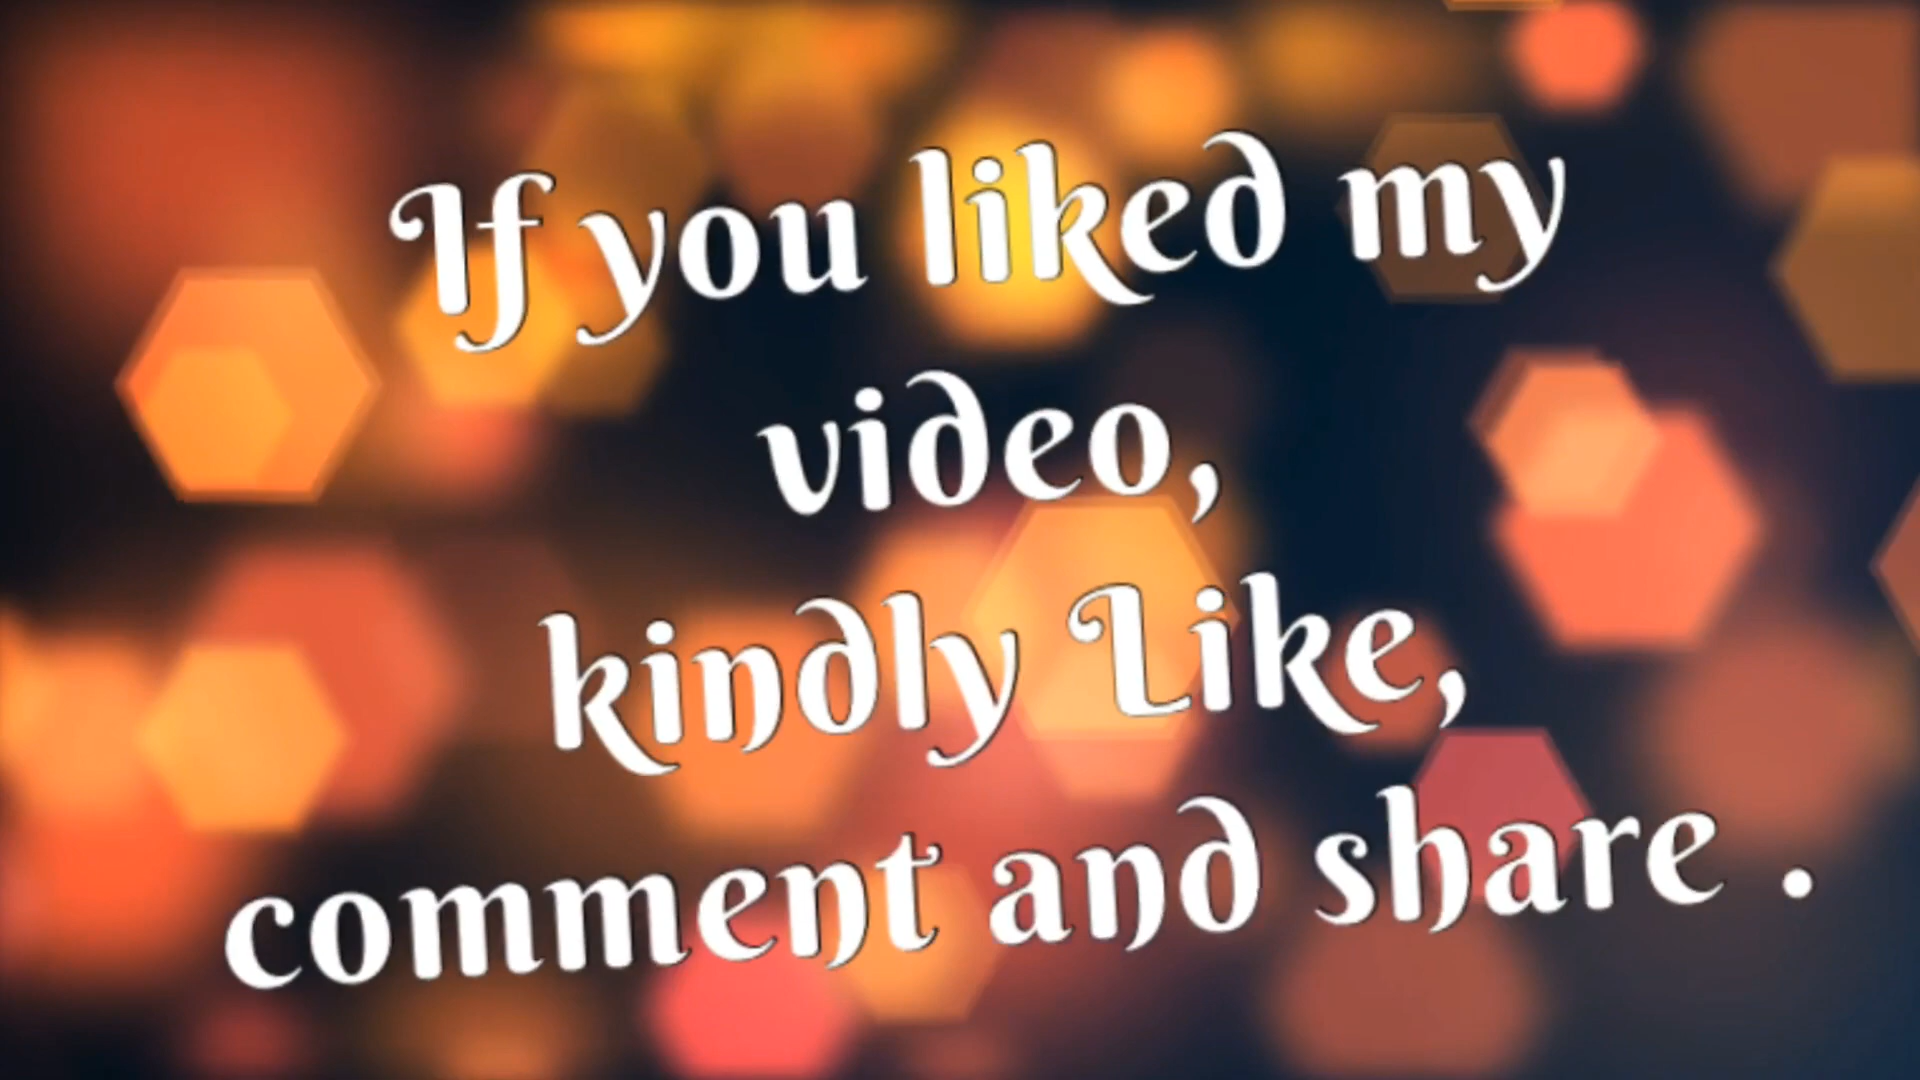 If you liked my
video,
kindly Like,
comment and share .